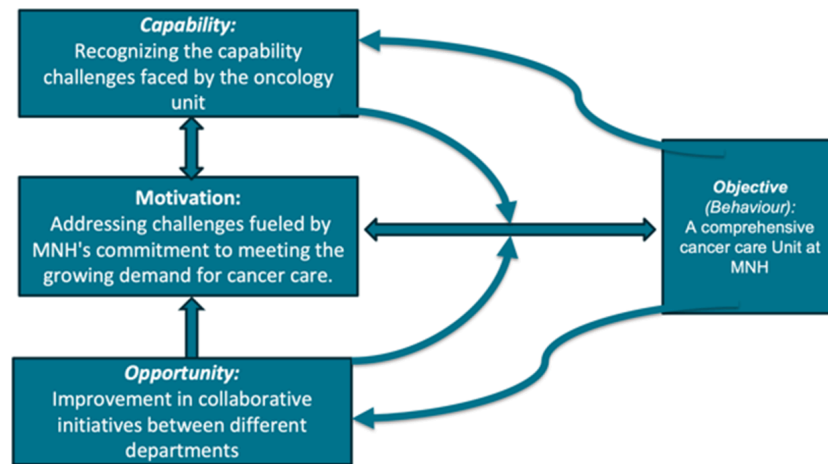 Capability:
Recognizing the capability
challenges faced by the oncology
unit
Motivation:
Addressing challenges fueled by
MNH's commitment to meeting the
growing demand for cancer care.
Opportunity:
Improvement in collaborative
initiatives between different
departments
Objective
(Behaviour):
A comprehensive
cancer care Unit at
MNH